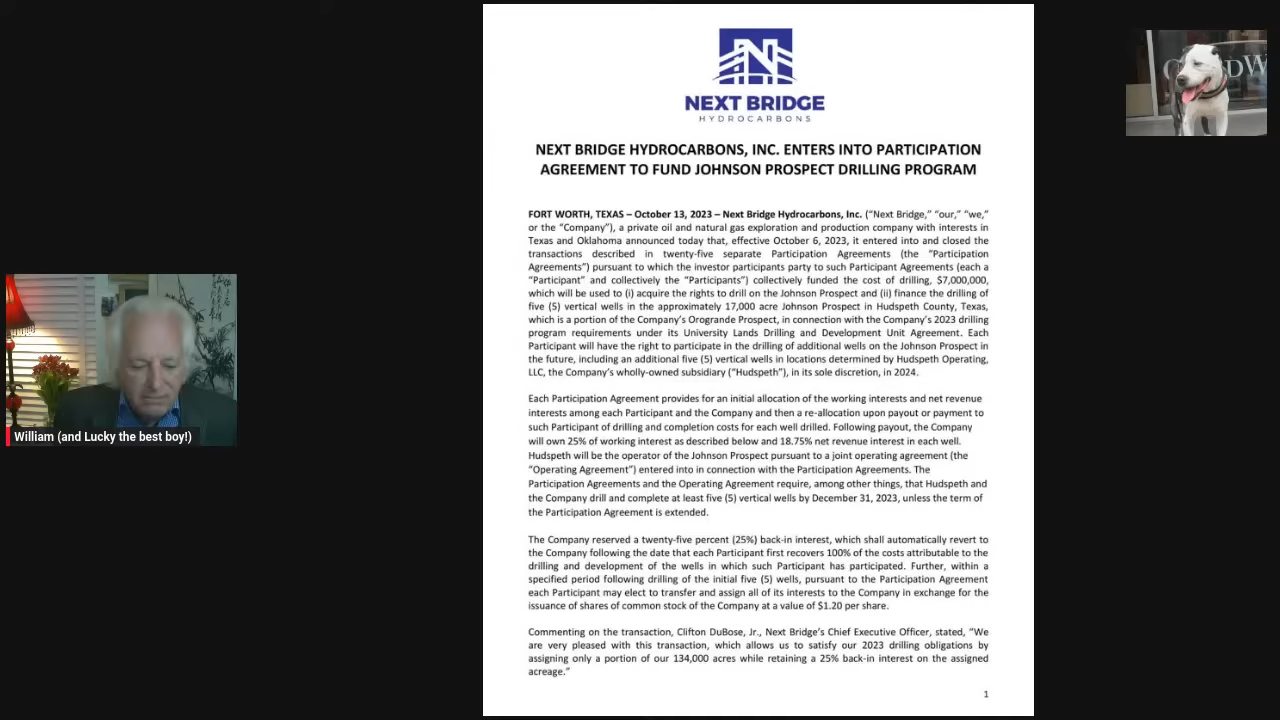 NEXT BRIDGE
HYDROCARBONS
NEXT BRIDGE HYDROCARBONS, INC. ENTERS INTO PARTICIPATION
AGREEMENT TO FUND JOHNSON PROSPECT DRILLING PROGRAM
FORT WORTH, TEXAS – October 13, 2023 – Next Bridge Hydrocarbons, Inc. (“Next Bridge,” “our,” “we,”
or the “Company”), a private oil and natural gas exploration and production company with interests in
Texas and Oklahoma announced today that, effective October 6, 2023, it entered into and closed the
transactions described in twenty-five separate Participation Agreements (the “Participation
Agreements”) pursuant to which the investor participants party to such Participant Agreements (each a
“Participant” and collectively the “Participants”) collectively funded the cost of drilling, $7,000,000,
which will be used to (i) acquire the rights to drill on the Johnson Prospect and (ii) finance the drilling of
five (5) vertical wells in the approximately 17,000 acre Johnson Prospect in Hudspeth County, Texas,
which is a portion of the Company’s Orogrande Prospect, in connection with the Company’s 2023 drilling
program requirements under its University Lands Drilling and Development Unit Agreement. Each
Participant will have the right to participate in the drilling of additional wells on the Johnson Prospect in
the future, including an additional five (5) vertical wells in locations determined by Hudspeth Operating,
LLC, the Company’s wholly-owned subsidiary (“Hudspeth”), in its sole discretion, in 2024.
Each Participation Agreement provides for an initial allocation of the working interests and net revenue
interests among each Participant and the Company and then a re-allocation upon payout or payment to
such Participant of drilling and completion costs for each well drilled. Following payout, the Company
will own 25% of working interest as described below and 18.75% net revenue interest in each well.
Hudspeth will be the operator of the Johnson Prospect pursuant to a joint operating agreement (the
“Operating Agreement”) entered into in connection with the Participation Agreements. The
Participation Agreements and the Operating Agreement require, among other things, that Hudspeth and
the Company drill and complete at least five (5) vertical wells by December 31, 2023, unless the term of
the Participation Agreement is extended.
The Company reserved a twenty-five percent (25%) back-in interest, which shall automatically revert to
the Company following the date that each Participant first recovers 100% of the costs attributable to the
drilling and development of the wells in which such Participant has participated. Further, within a
specified period following drilling of the initial five (5) wells, pursuant to the Participation Agreement
each Participant may elect to transfer and assign all of its interests to the Company in exchange for the
issuance of shares of common stock of the Company at a value of $1.20 per share.
Commenting on the transaction, Clifton DuBose, Jr., Next Bridge’s Chief Executive Officer, stated, “We
are very pleased with this transaction, which allows us to satisfy our 2023 drilling obligations by
assigning only a portion of our 134,000 acres while retaining a 25% back-in interest on the assigned
acreage.”
1
William (and Lucky the best boy!)